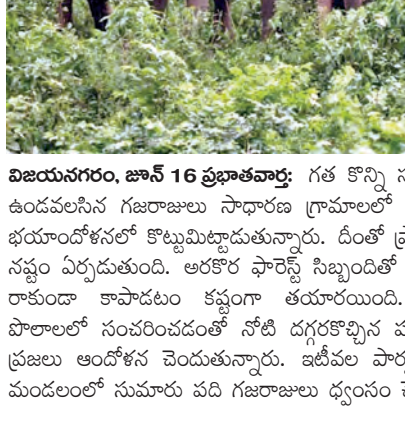 విజయనగరం, జూన్ 16 ప్రభాతవార్త: గత కొన్ని
ఉండవలసిన గజరాజులు సాధారణ గ్రామాలలో
భయాందోళనలో కొట్టుమిట్టాడుతున్నారు. దీంతో
నష్టం ఏర్పడుతుంది. అరకొర ఫారెస్ట్ సిబ్బందితో
రాకుండా కాపాడటం కష్టంగా తయారయింది.
పొలాలలో సంచరించడంతో నోటి దగ్గరకొచ్చిన
ప్రజలు ఆందోళన చెందుతున్నారు. ఇటీవల
మండలంలో సుమారు పది గజరాజులు ధ్వంసం